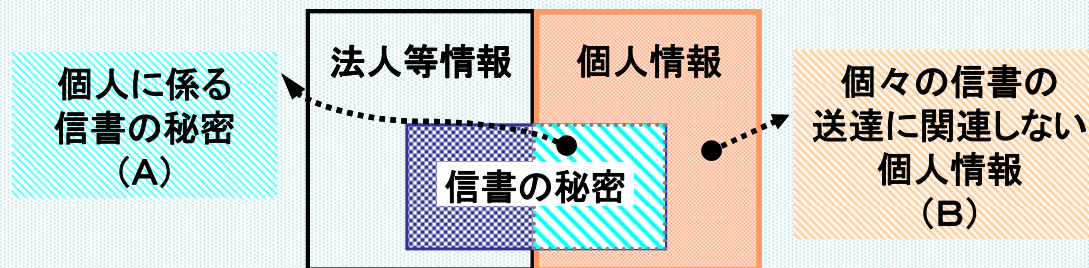 個人に係る
信書の秘密
（A）
法人等情報
個人情報
信書の秘密
個々の信書の
送達に関連しない
個人情報
（B）